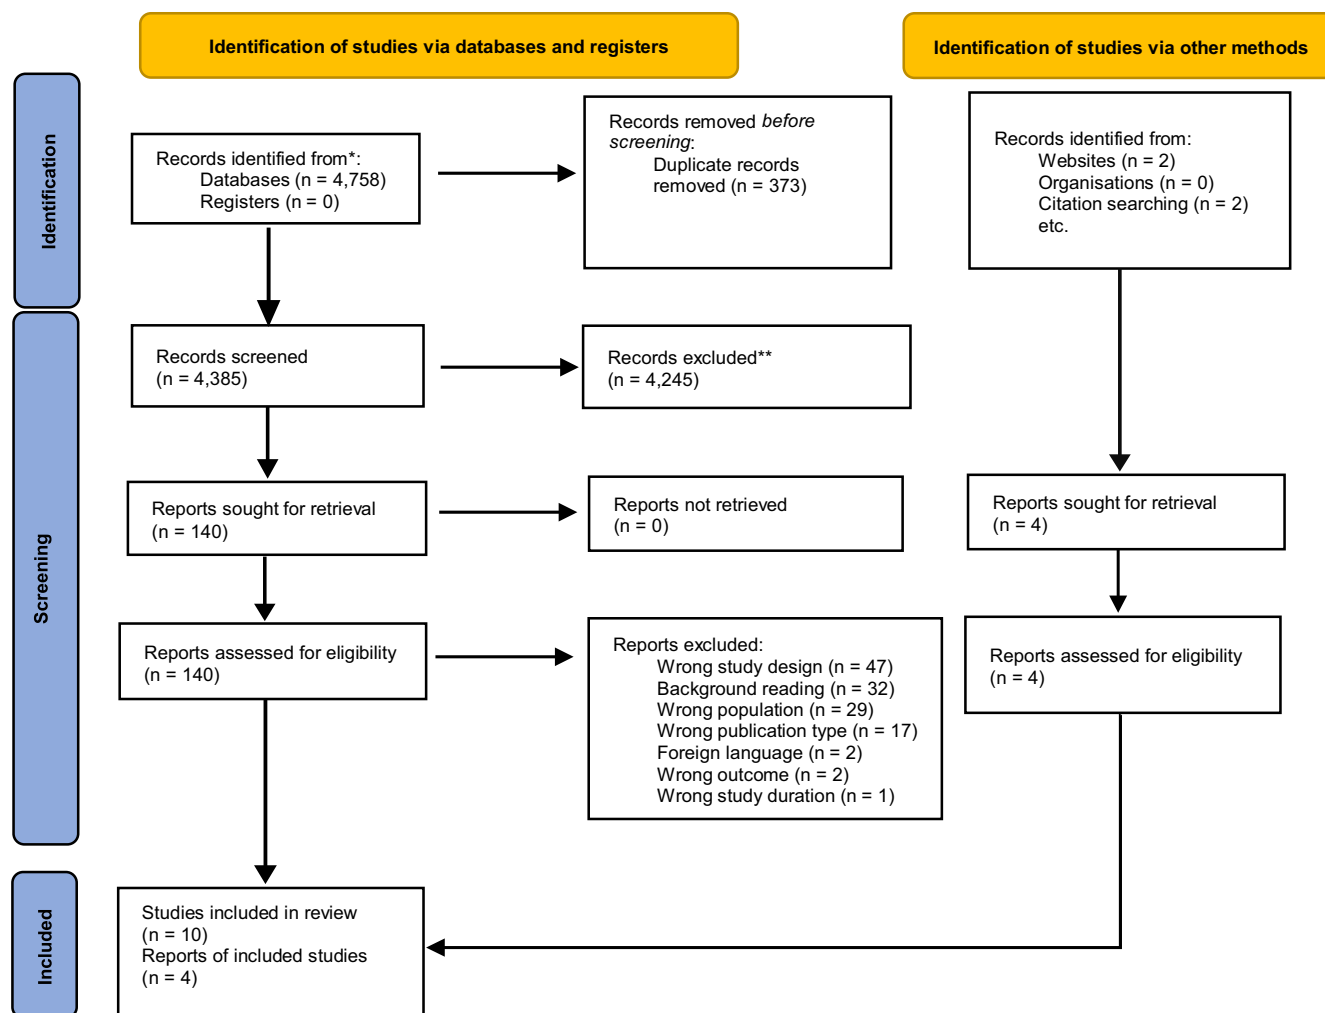 Identification of studies via databases and registers
Identification of studies via other methods
Identification
Records identified from*:
Databases (n = 4,758)
Registers (n = 0)
Records removed before
screening:
Duplicate records
removed (n = 373)
Records identified from:
Websites (n = 2)
Organisations (n = 0)
Citation searching (n = 2)
etc.
Screening
Records screened
(n = 4,385)
Records excluded**
(n = 4,245)
Reports sought for retrieval
(n = 140)
Reports not retrieved
(n = 0)
Reports sought for retrieval
(n = 4)
Reports assessed for eligibility
(n = 140)
Reports excluded:
Wrong study design (n = 47)
Background reading (n = 32)
Wrong population (n = 29)
Wrong publication type (n = 17)
Foreign language (n = 2)
Wrong outcome (n = 2)
Wrong study duration (n = 1)
Reports assessed for eligibility
(n = 4)
Included
Studies included in review
(n = 10)
Reports of included studies
(n = 4)